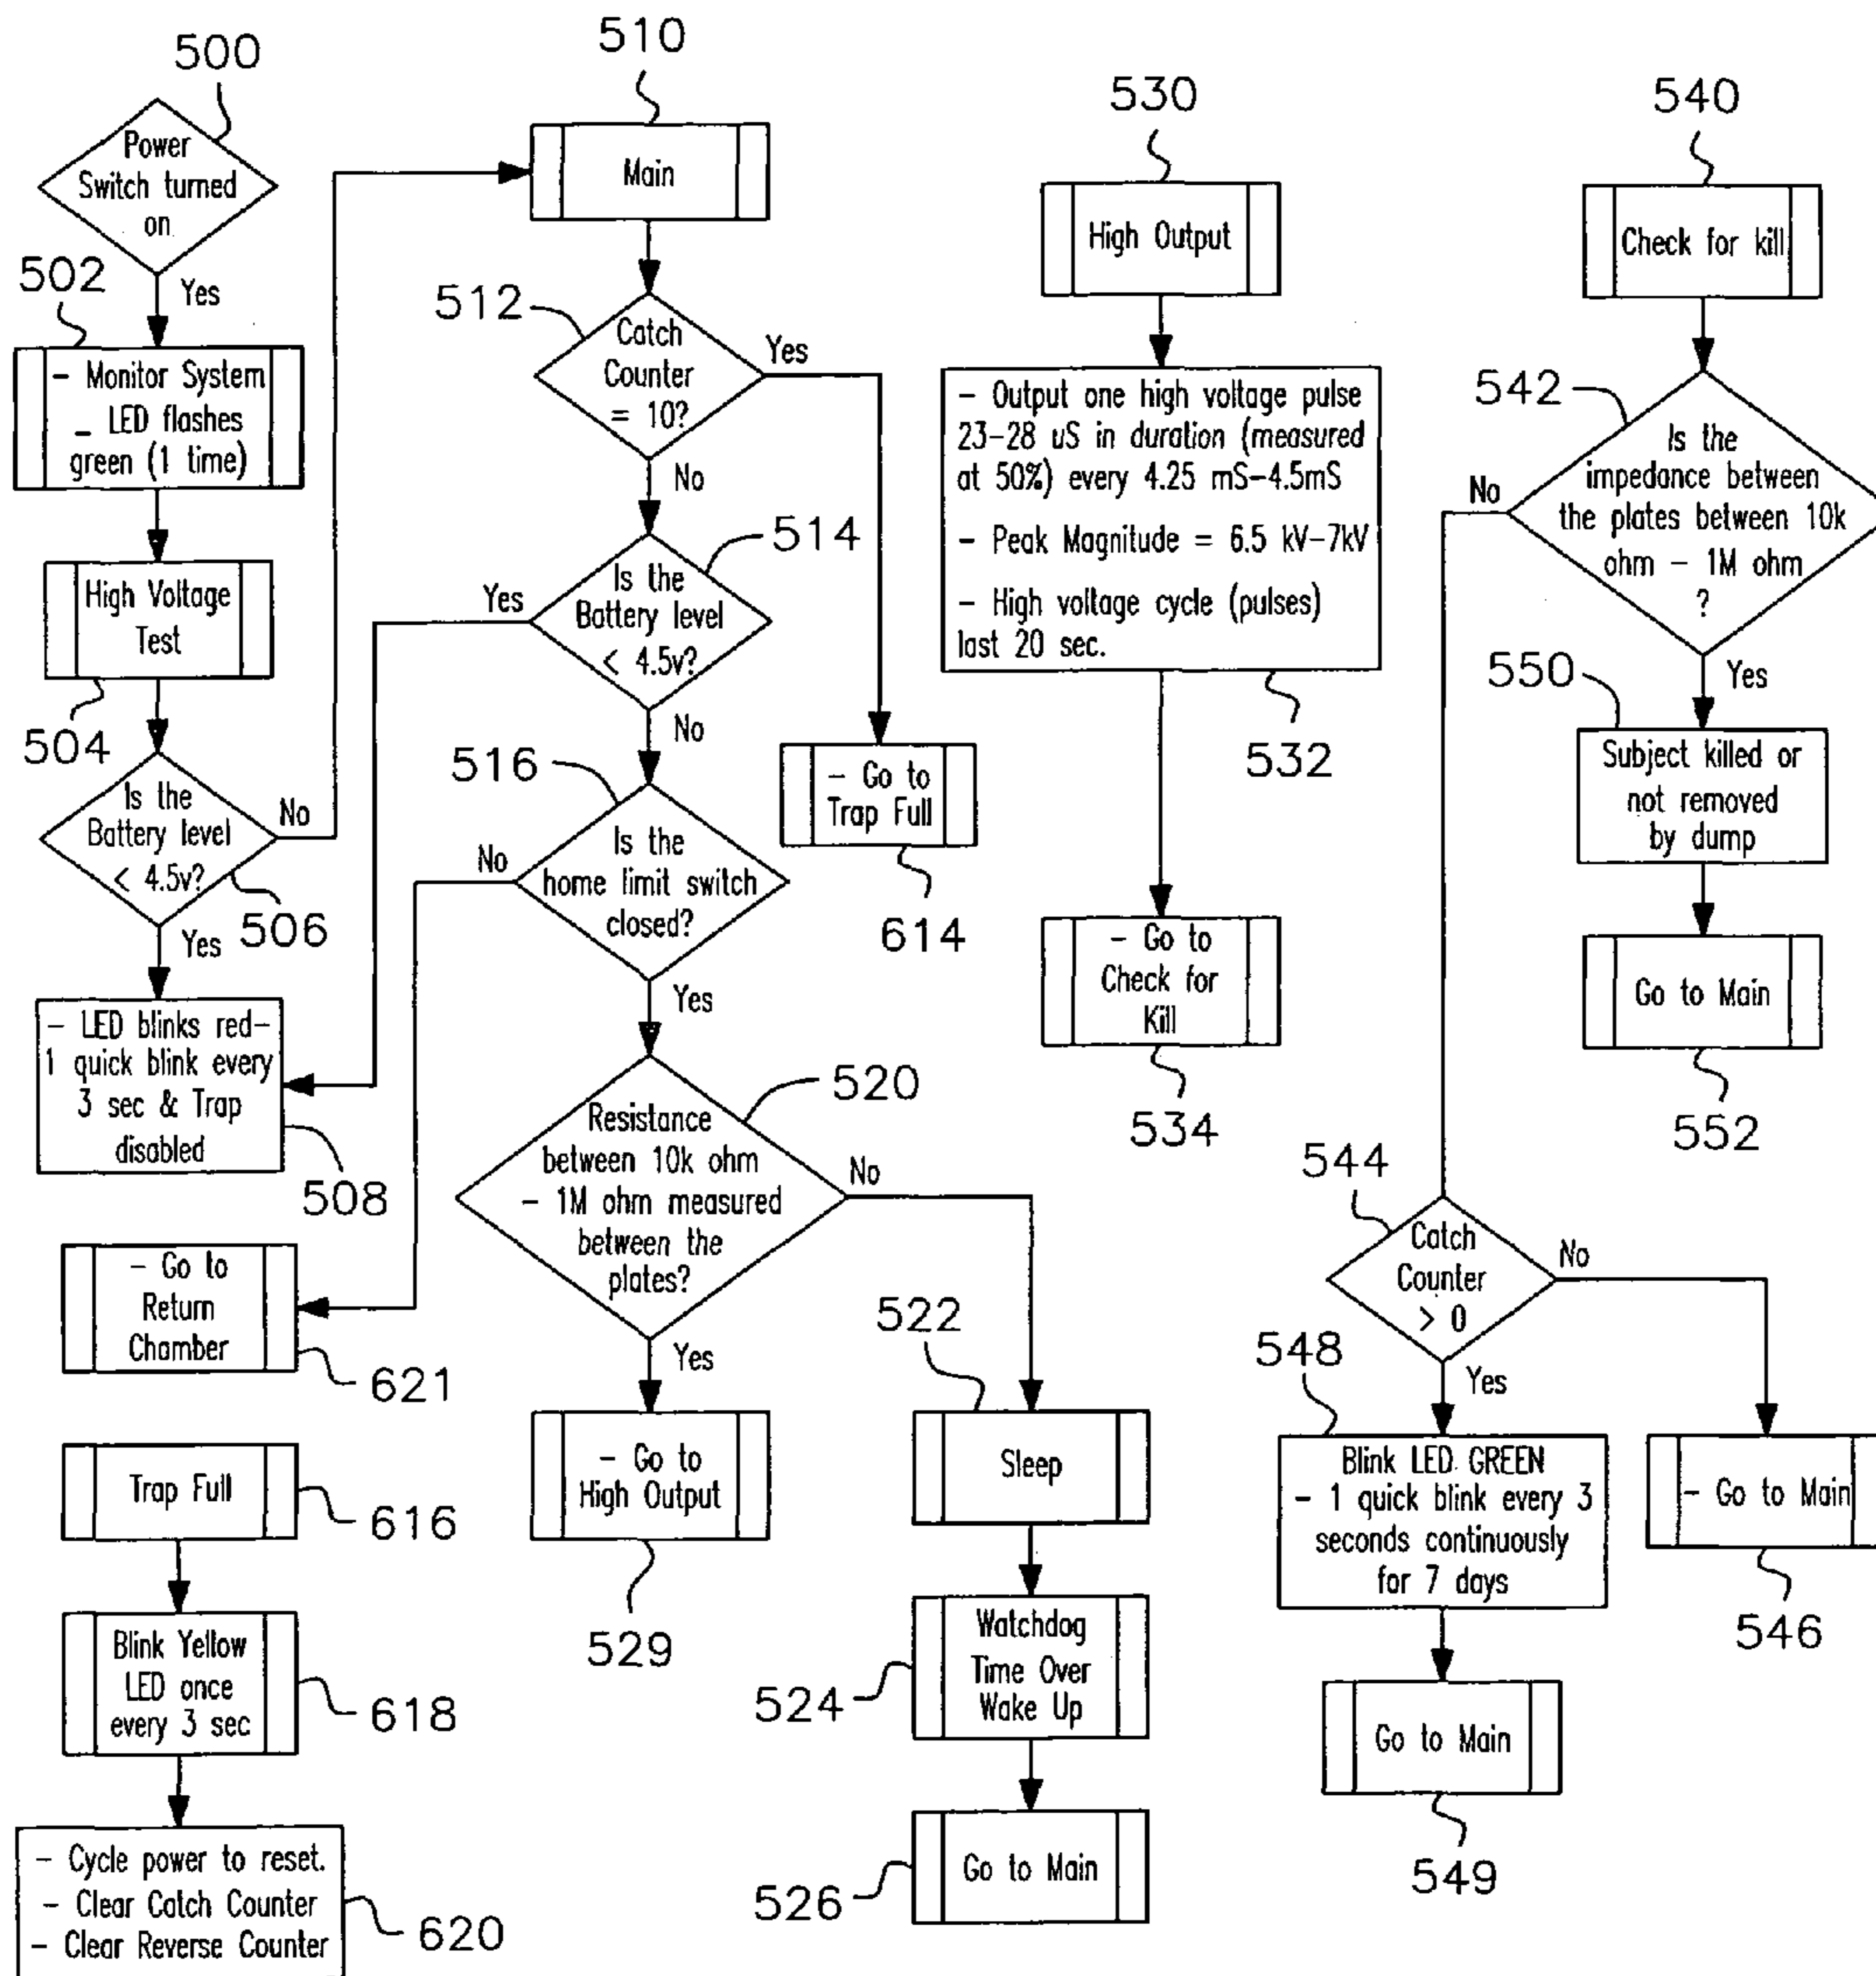 500
Power
Switch turned
on
Yes
502
- Monitor System
- LED flashes
green (1 time)
High Voltage
Test
504
Is the
Battery level
< 4.5v?
No
506
Yes
- LED blinks red-
1 quick blink every
3 sec & Trap
disabled
508
- Go to
Return
Chamber
621
Trap Full
616
Blink Yellow
LED once
every 3 sec
618
- Cycle power to reset.
- Clear Catch Counter
- Clear Reverse Counter
620
510
Main
512
Catch
Counter
= 10?
Yes
No
514
Is the
Battery level
< 4.5v?
Yes
No
- Go to
Trap Full
614
516
Is the
home limit switch
closed?
No
Yes
520
Resistance
between 10k ohm
- 1M ohm measured
between the
plates?
No
Yes
- Go to
High Output
529
522
Sleep
Watchdog
Time Over
Wake Up
524
Go to Main
526
530
High Output
- Output one high voltage pulse
23-28 uS in duration (measured
at 50%) every 4.25 mS-4.5mS
- Peak Magnitude = 6.5 kV-7kV
- High voltage cycle (pulses)
last 20 sec.
532
- Go to
Check for
Kill
534
540
Check for kill
542
Is the
impedance between
the plates between 10k
ohm - 1M ohm
?
No
Yes
550
Subject killed or
not removed
by dump
Go to Main
552
544
Catch
Counter
> 0
No
Yes
548
Blink LED GREEN
- 1 quick blink every 3
seconds continuously
for 7 days
- Go to Main
546
Go to Main
549